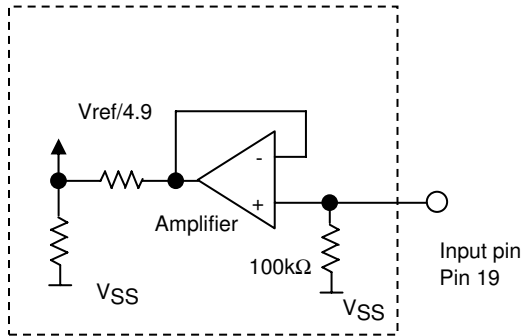 Vref/4.9
-
+
Amplifier
100kΩ
Input pin
Pin 19
VSS
VSS